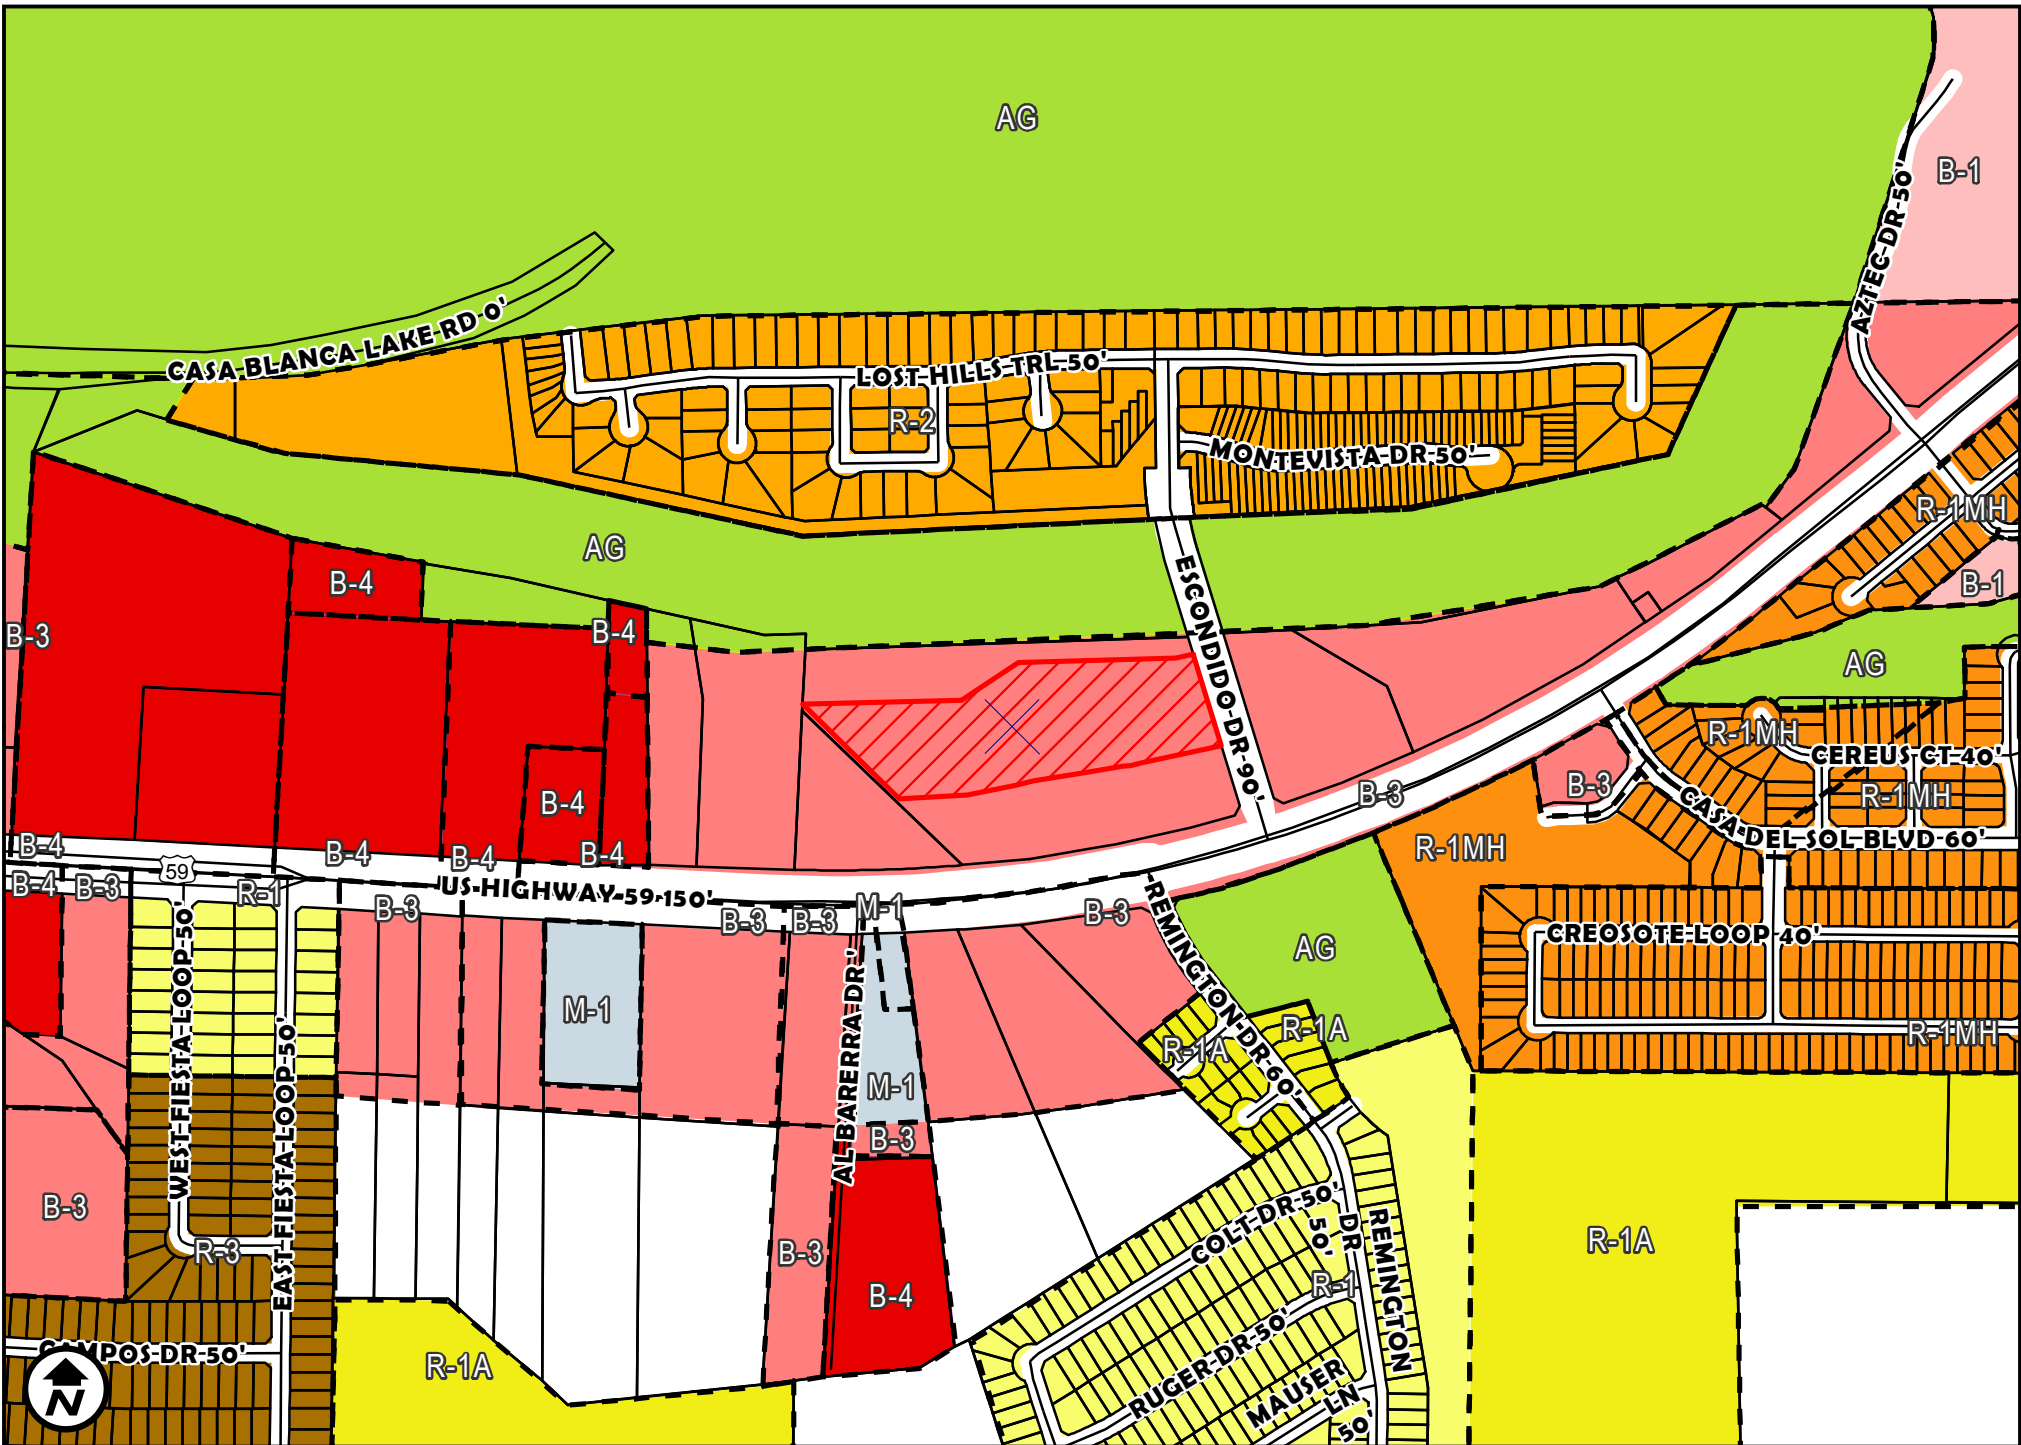 AG
B-1
AZTEC DR 50'
CASA BLANCA LAKE RD 0'
LOST HILLS TRL 50'
R-2
MONTEVISTA DR 50'
R-1MH
AG
B-4
B-1
B-4
B-3
ESCONDIDO DR 90'
AG
R-1MH
CEREUS CT 40'
B-3
B-3
R-1MH
B-4
CASA DEL SOL BLVD 60'
B-4
B-4
B-4
B-4
R-1MH
59
B-4
B-3
R-1
US HIGHWAY 59 150'
B-3
B-3
B-3
M-1
B-3
REMINGTON DR 60'
CREOSOTE LOOP 40'
AG
WEST FIESTA LOOP 50'
M-1
AL BARERRA DR '
R-1A
R-1A
R-1MH
EAST FIESTA LOOP 50'
M-1
B-3
B-3
R-3
B-3
COLT DR 50'
REMINGTON
DR
50'
R-1A
R-1
B-4
RUGER DR 50'
CAMPOS DR 50'
R-1A
MAUSER
LN
50'
N